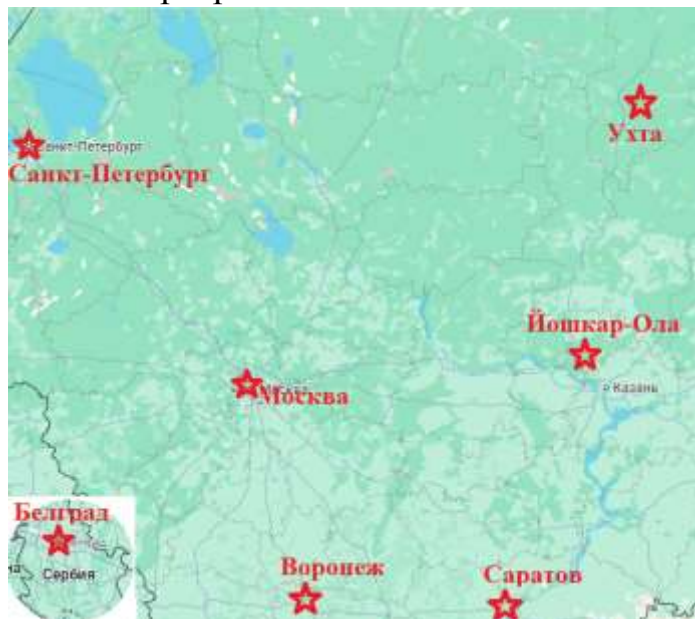 Ухта
Санкт-Петербург
Санкт-Петербург
Йошкар-Ола
Казань
Москва
Белград
Сербия
Воронеж
Саратов